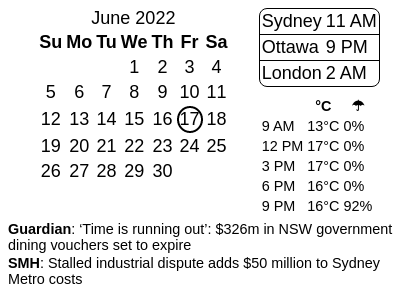 June 2022
Su Mo Tu We Th Fr Sa
1 2 3 4
5 6 7 8 9 10 11
12 13 14 15 16 17 18
19 20 21 22 23 24 25
26 27 28 29 30
Sydney 11 AM
Ottawa 9 PM
London 2 AM
°C ☂
9 AM 13°C 0%
12 PM 17°C 0%
3 PM 17°C 0%
6 PM 16°C 0%
9 PM 16°C 92%
Guardian: ‘Time is running out’: $326m in NSW government
dining vouchers set to expire
SMH: Stalled industrial dispute adds $50 million to Sydney
Metro costs